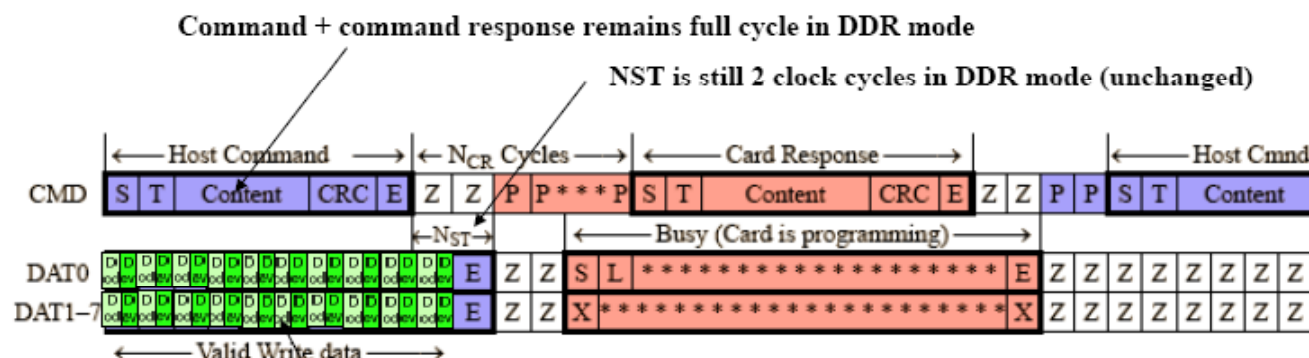 Command + command response remains full cycle in DDR mode
NST is still 2 clock cycles in DDR mode (unchanged)
Host Command N_CR Cycles Card Response Host Cmnd
CMD S T Content CRC E Z Z P P * * * P S T Content CRC E Z Z P P S T Content
N_ST Busy (Card is programming)
DAT0 E Z Z S L * * * * * * * * * * * * * * * * * * * E Z Z Z Z Z Z Z
DAT1–7 E Z Z X * * * * * * * * * * * * * * * * * * * * * X Z Z Z Z Z Z Z
Valid Write data